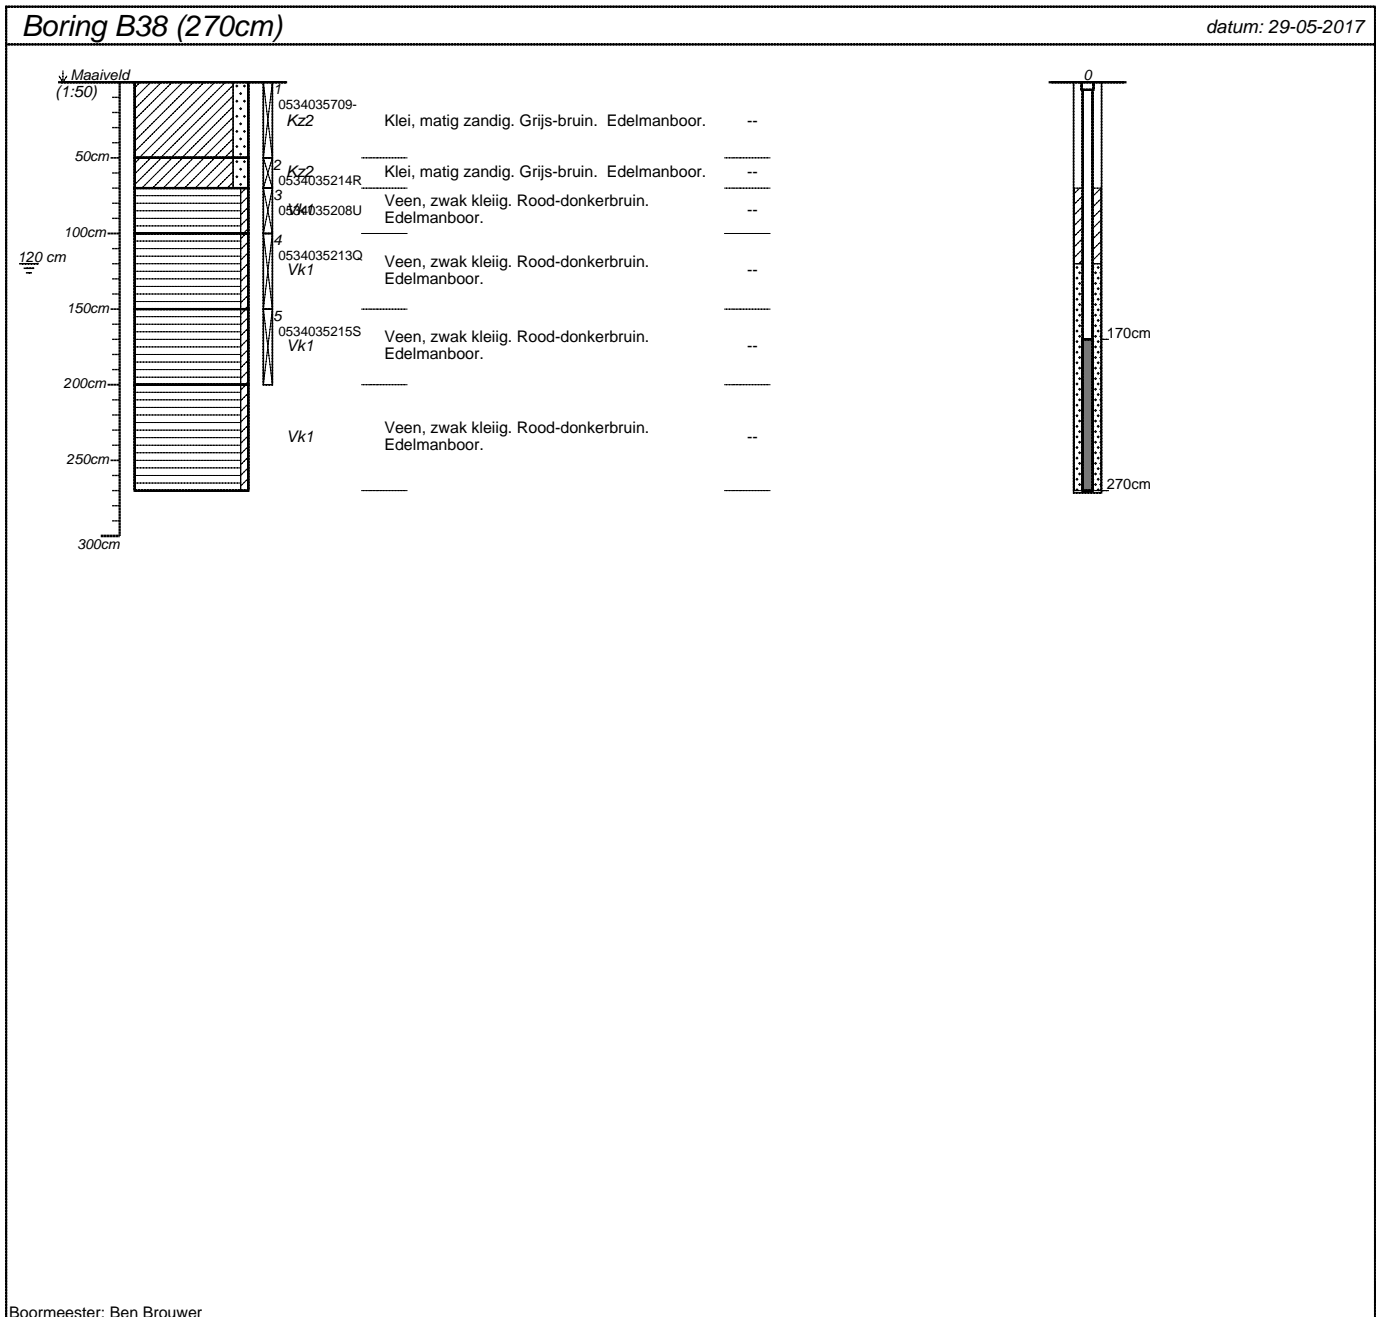 Boring B38 (270cm)
datum: 29-05-2017
Maaiveld
(1:50)
0
1
0534035709-
Kz2 Klei, matig zandig. Grijs-bruin. Edelmanboor. --
50cm
2
Kz2 Klei, matig zandig. Grijs-bruin. Edelmanboor. --
0534035214R
3
0534035208U
Vk1 Veen, zwak kleiig. Rood-donkerbruin. --
Edelmanboor.
100cm
4
120 cm
0534035213Q
Vk1 Veen, zwak kleiig. Rood-donkerbruin. --
Edelmanboor.
150cm
5
0534035215S
Vk1 Veen, zwak kleiig. Rood-donkerbruin. --
Edelmanboor.
170cm
200cm
Vk1 Veen, zwak kleiig. Rood-donkerbruin. --
Edelmanboor.
250cm
270cm
300cm
Boormeester: Ben Brouwer